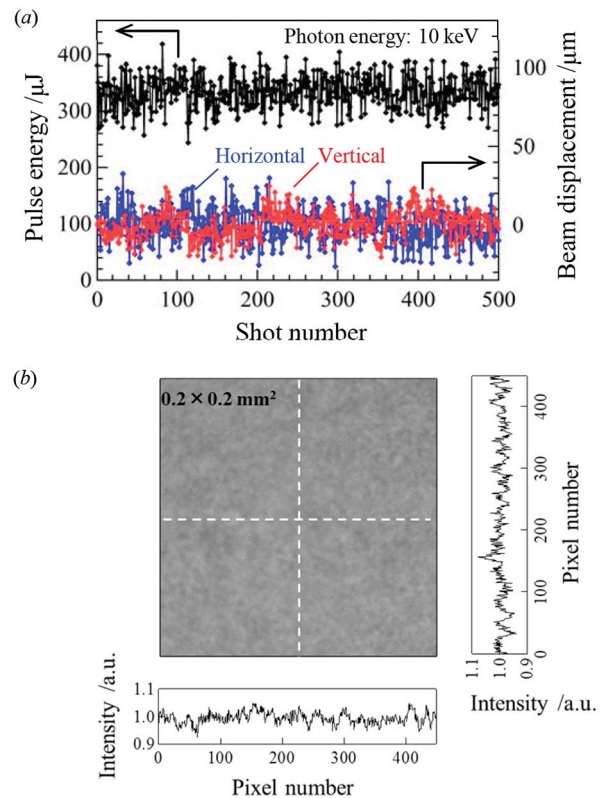 (a)
Photon energy: 10 keV
Pulse energy /μJ
400
300
200
100
0
Horizontal
Vertical
100
50
0
Beam displacement /μm
0
100
200
300
400
500
Shot number
(b)
0.2 × 0.2 mm²
400
300
200
100
0
Pixel number
1.1
1.0
0.9
Intensity /a.u.
Intensity /a.u.
1.1
1.0
0.9
0
100
200
300
400
Pixel number